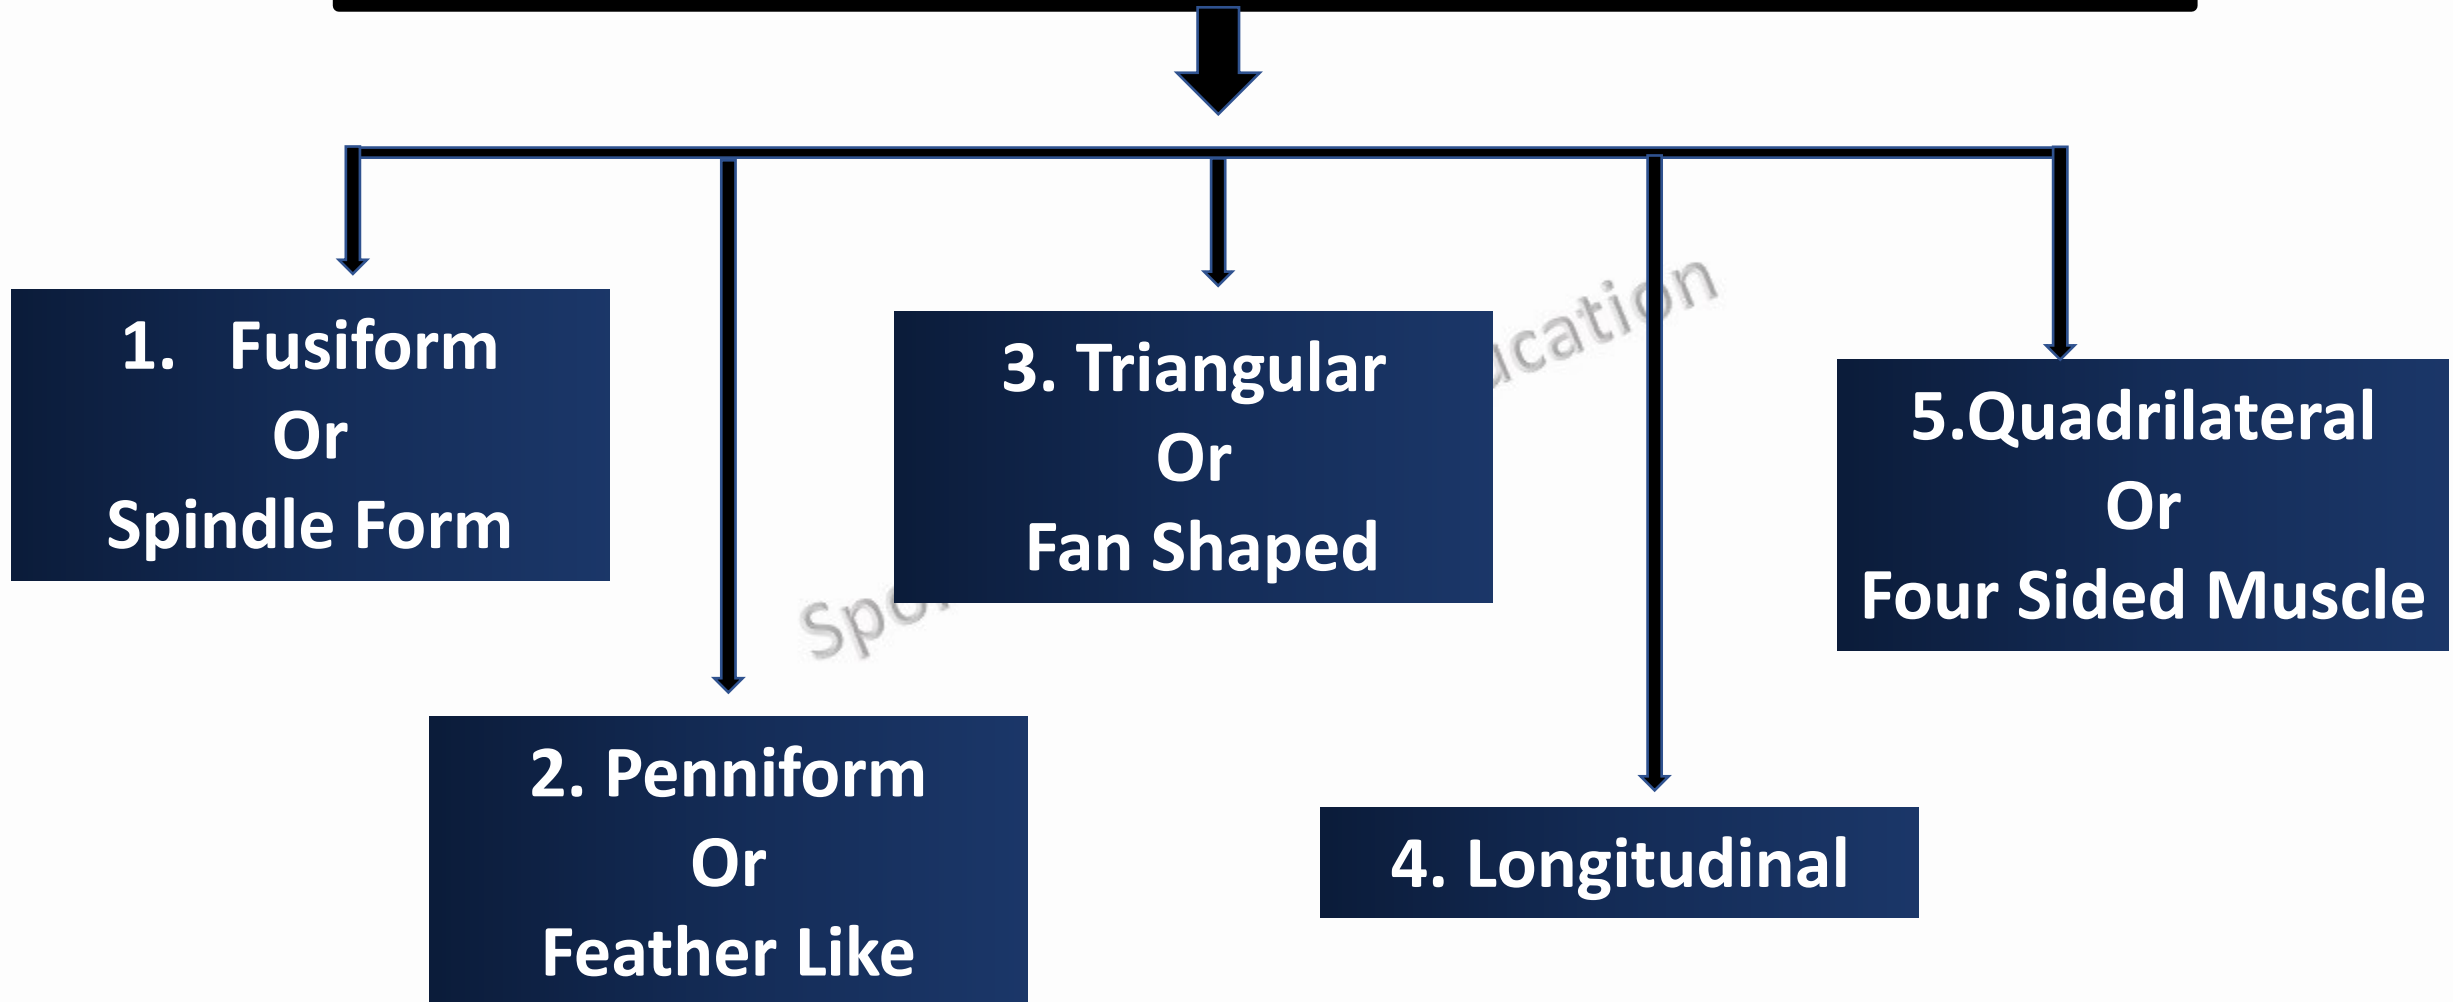 1. Fusiform
Or
Spindle Form
2. Penniform
Or
Feather Like
3. Triangular
Or
Fan Shaped
4. Longitudinal
5.Quadrilateral
Or
Four Sided Muscle